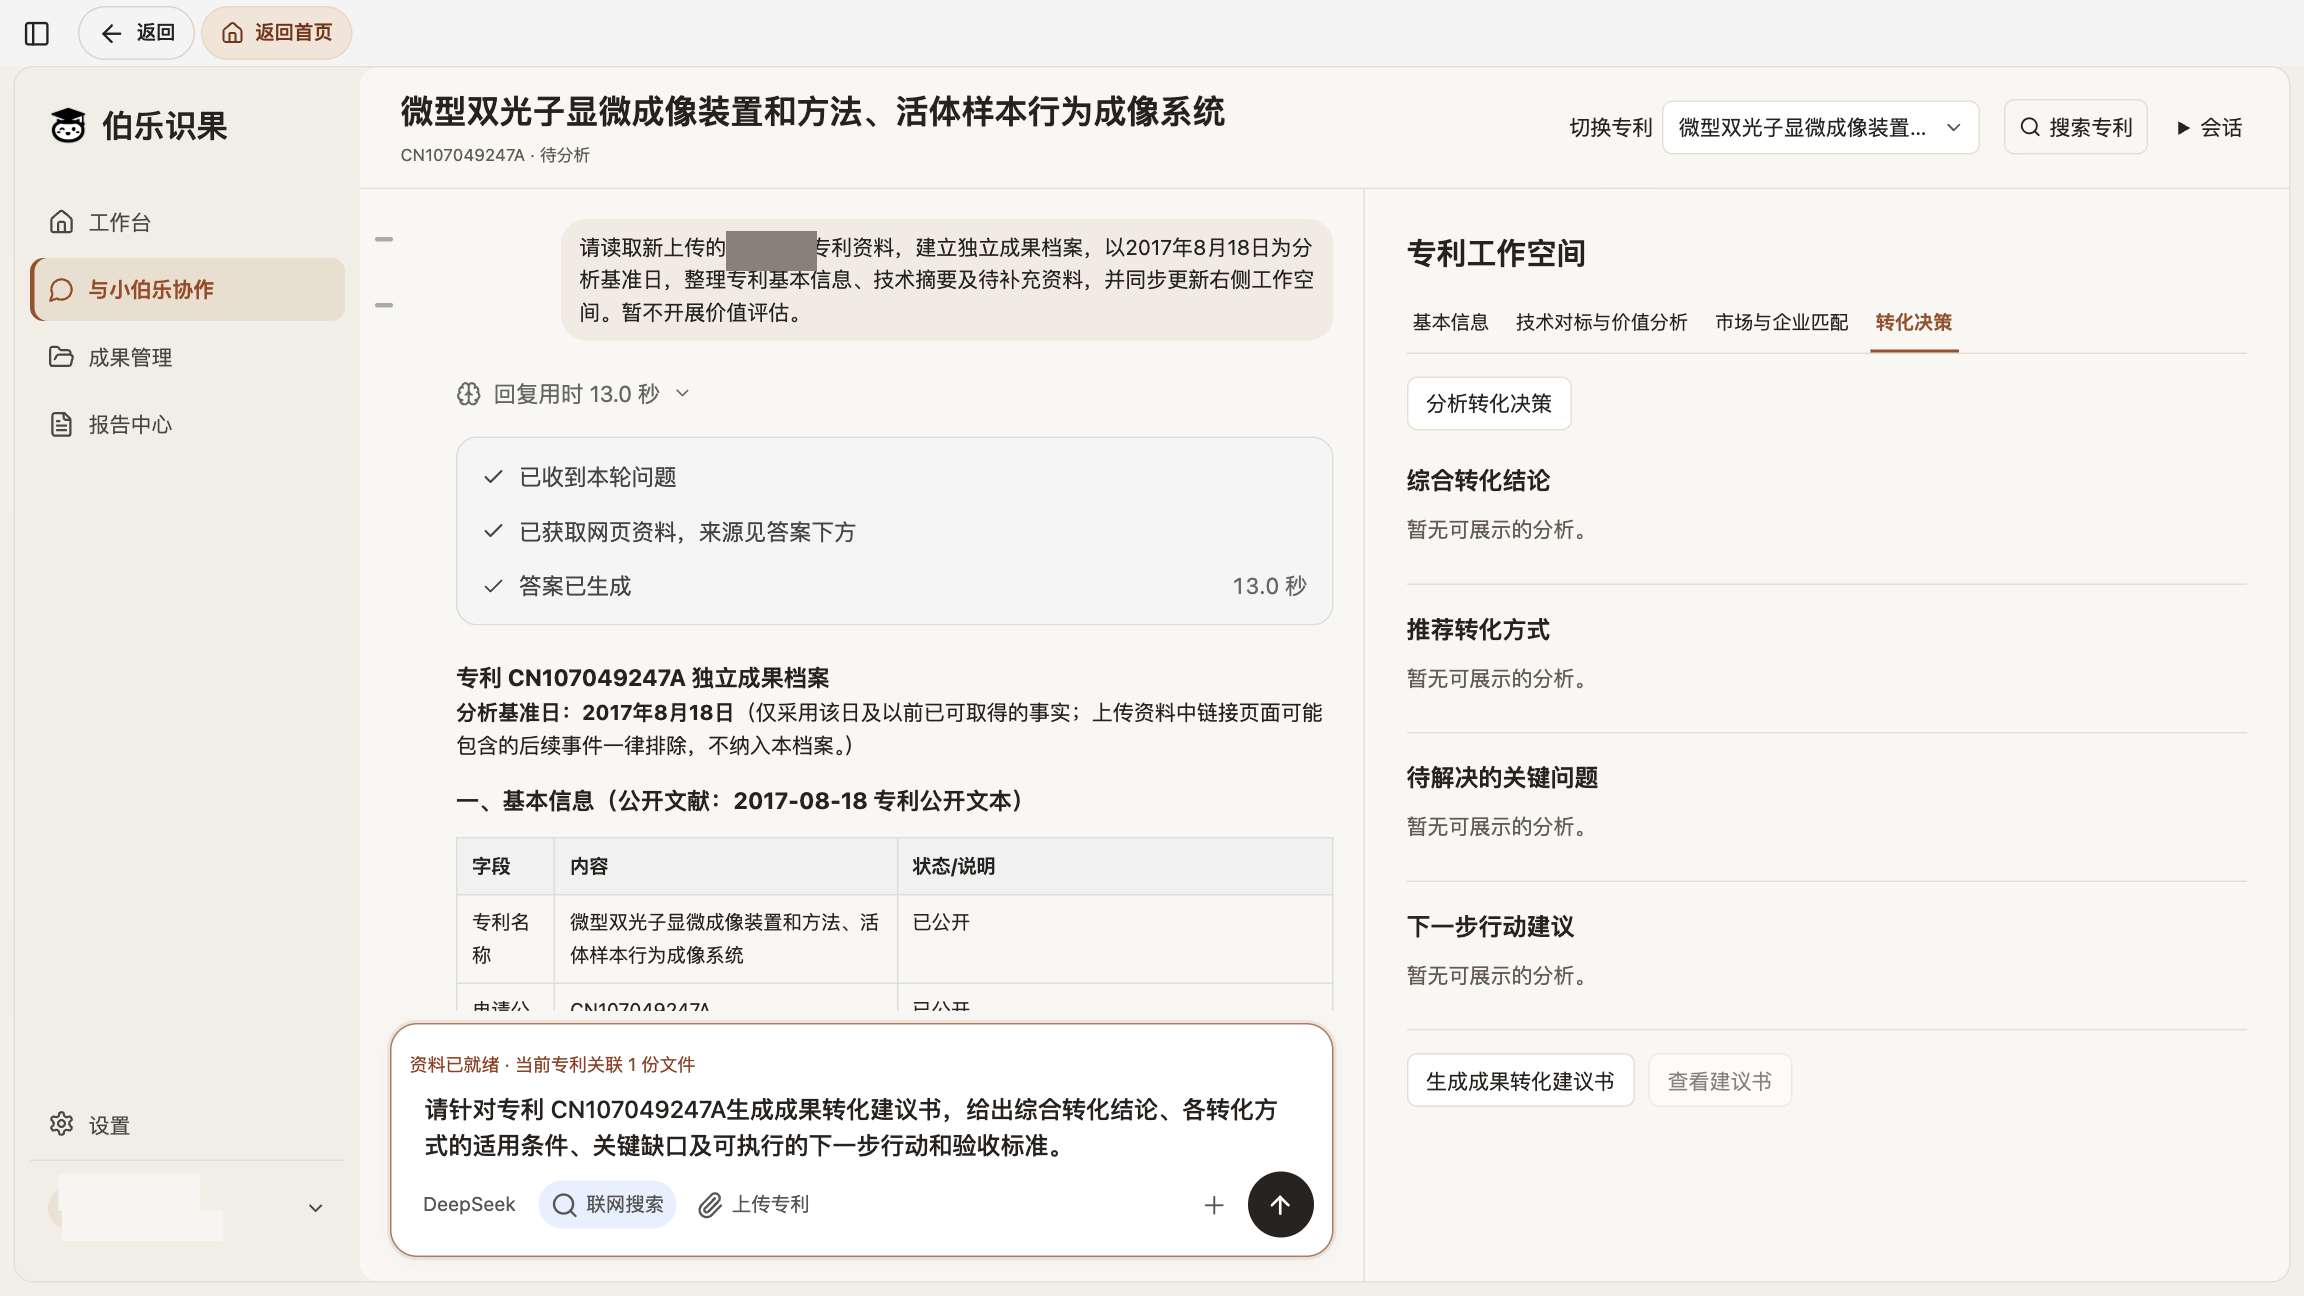 返回
返回首页
伯乐识果
工作台
与小伯乐协作
成果管理
报告中心
设置
微型双光子显微成像装置和方法、活体样本行为成像系统
CN107049247A · 待分析
切换专利
微型双光子显微成像装置...
搜索专利
会话
请读取新上传的
专利资料，建立独立成果档案，以2017年8月18日为分
析基准日，整理专利基本信息、技术摘要及待补充资料，并同步更新右侧工作空
间。暂不开展价值评估。
回复用时 13.0 秒
已收到本轮问题
已获取网页资料，来源见答案下方
答案已生成
13.0 秒
专利 CN107049247A 独立成果档案
分析基准日：2017年8月18日（仅采用该日及以前已可取得的事实；上传资料中链接页面可能
包含的后续事件一律排除，不纳入本档案。）
一、基本信息（公开文献：2017-08-18 专利公开文本）
字段
内容
状态/说明
专利名
称
微型双光子显微成像装置和方法、活
体样本行为成像系统
已公开
申请公
CN107049247A
已公开
资料已就绪 · 当前专利关联 1 份文件
请针对专利 CN107049247A生成成果转化建议书，给出综合转化结论、各转化方
式的适用条件、关键缺口及可执行的下一步行动和验收标准。
DeepSeek
联网搜索
上传专利
专利工作空间
基本信息
技术对标与价值分析
市场与企业匹配
转化决策
分析转化决策
综合转化结论
暂无可展示的分析。
推荐转化方式
暂无可展示的分析。
待解决的关键问题
暂无可展示的分析。
下一步行动建议
暂无可展示的分析。
生成成果转化建议书
查看建议书